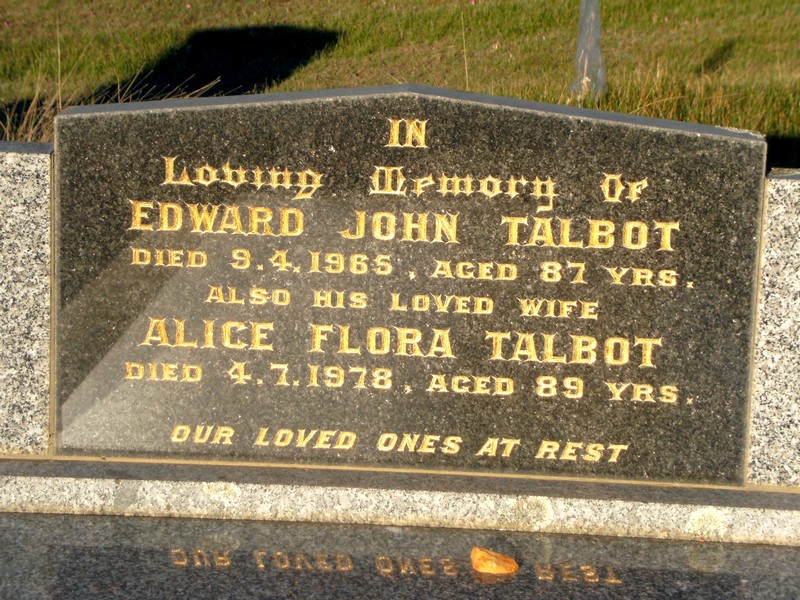 IN
Loving Memory Of
EDWARD JOHN TALBOT
DIED 9.4.1965, AGED 87 YRS.
ALSO HIS LOVED WIFE
ALICE FLORA TALBOT
DIED 4.7.1978, AGED 89 YRS.
OUR LOVED ONES AT REST